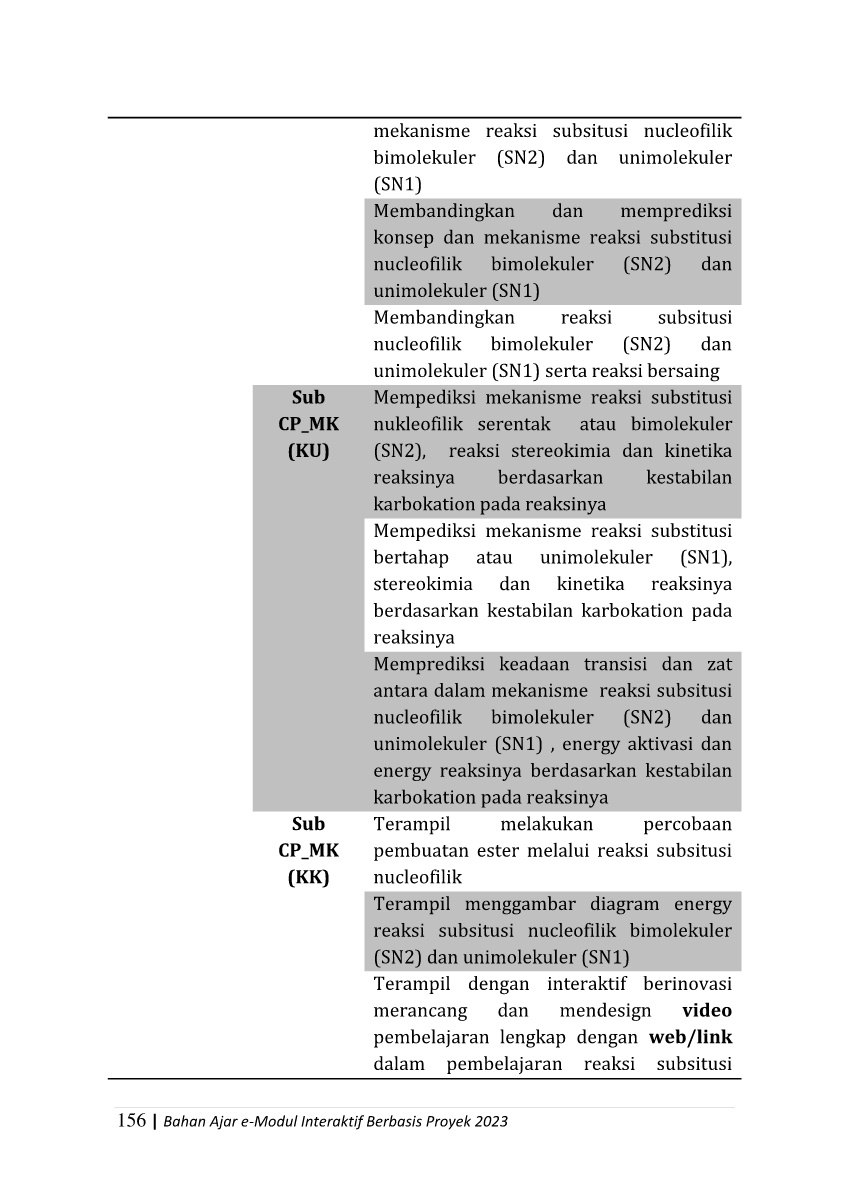 mekanisme reaksi subsitusi nucleofilik
bimolekuler (SN2) dan unimolekuler
(SN1)
Membandingkan dan memprediksi
konsep dan mekanisme reaksi substitusi
nucleofilik bimolekuler (SN2) dan
unimolekuler (SN1)
Membandingkan reaksi subsitusi
nucleofilik bimolekuler (SN2) dan
unimolekuler (SN1) serta reaksi bersaing
Sub
CP_MK
(KU)
Mempediksi mekanisme reaksi substitusi
nukleofilik serentak atau bimolekuler
(SN2), reaksi stereokimia dan kinetika
reaksinya berdasarkan kestabilan
karbokation pada reaksinya
Mempediksi mekanisme reaksi substitusi
bertahap atau unimolekuler (SN1),
stereokimia dan kinetika reaksinya
berdasarkan kestabilan karbokation pada
reaksinya
Memprediksi keadaan transisi dan zat
antara dalam mekanisme reaksi subsitusi
nucleofilik bimolekuler (SN2) dan
unimolekuler (SN1) , energy aktivasi dan
energy reaksinya berdasarkan kestabilan
karbokation pada reaksinya
Sub
CP_MK
(KK)
Terampil melakukan percobaan
pembuatan ester melalui reaksi subsitusi
nucleofilik
Terampil menggambar diagram energy
reaksi subsitusi nucleofilik bimolekuler
(SN2) dan unimolekuler (SN1)
Terampil dengan interaktif berinovasi
merancang dan mendesign video
pembelajaran lengkap dengan web/link
dalam pembelajaran reaksi subsitusi
156 | Bahan Ajar e-Modul Interaktif Berbasis Proyek 2023